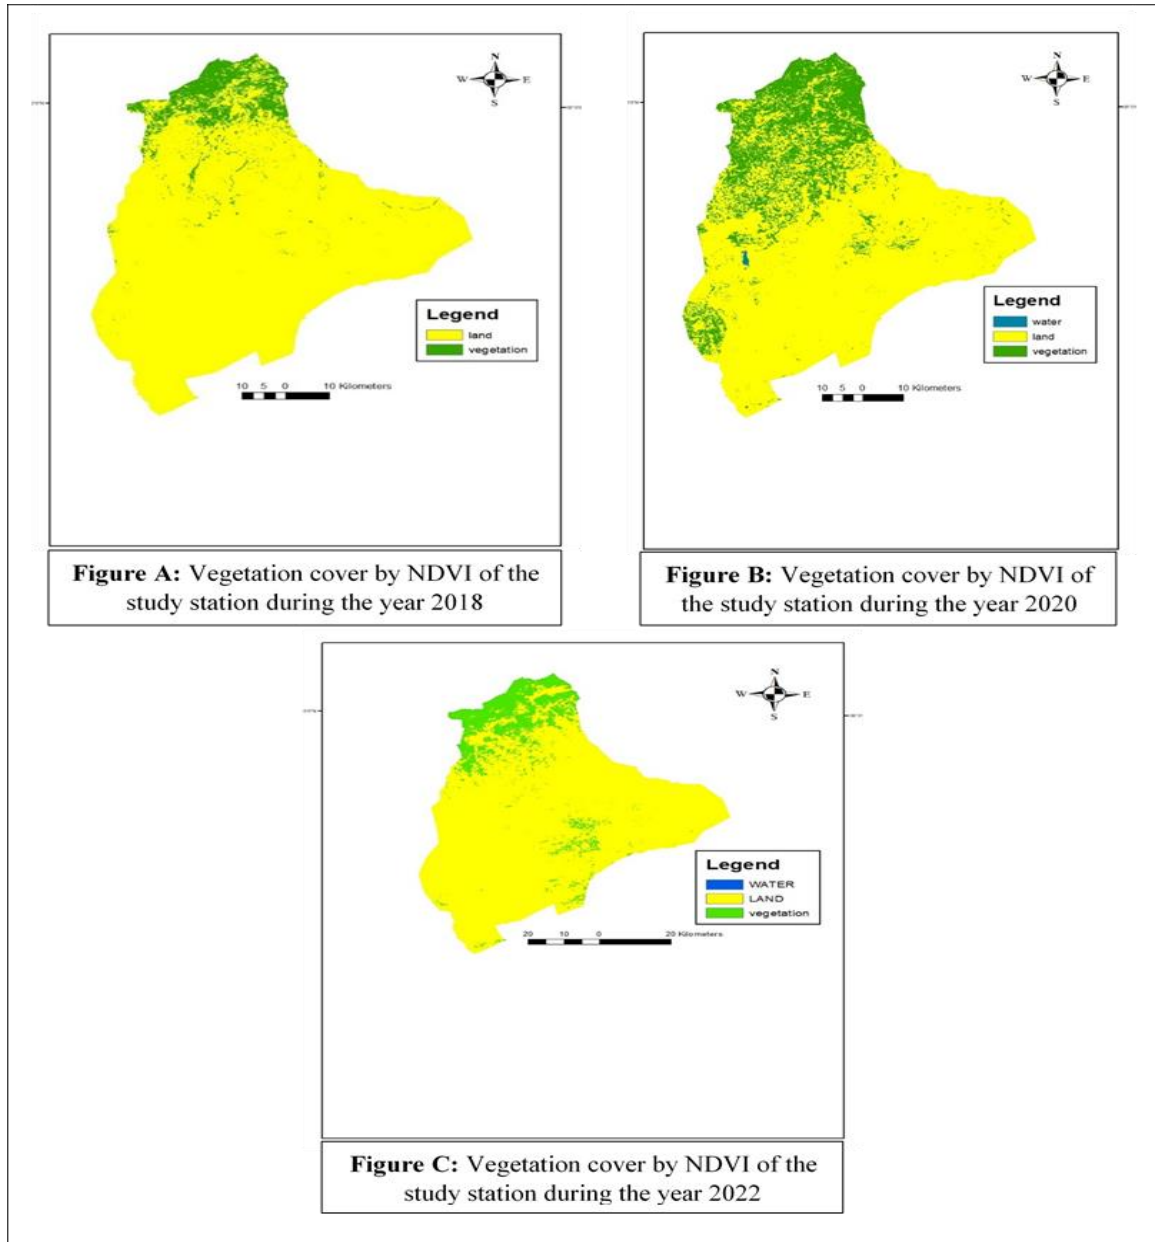 N
W E
S
Legend
land
vegetation
10 5 0 10 Kilometers
Figure A: Vegetation cover by NDVI of the
study station during the year 2018
N
W E
S
Legend
water
land
vegetation
10 5 0 10 Kilometers
Figure B: Vegetation cover by NDVI of
the study station during the year 2020
N
W E
S
Legend
WATER
LAND
vegetation
20 10 0 20 Kilometers
Figure C: Vegetation cover by NDVI of the
study station during the year 2022